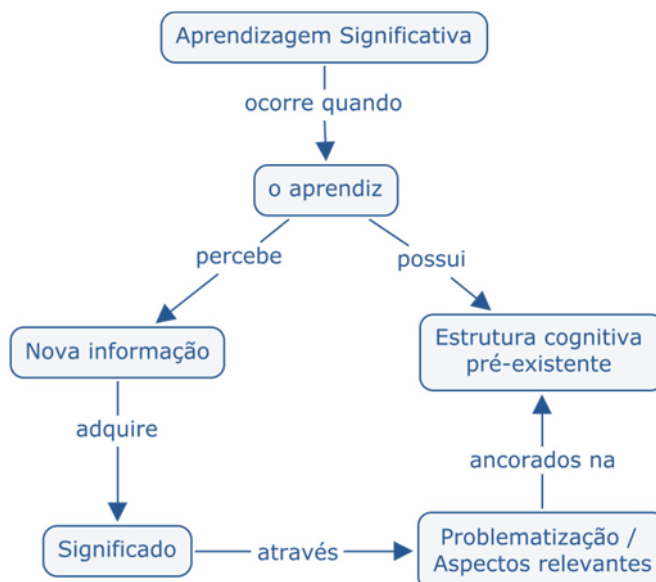 Aprendizagem Significativa
ocorre quando
o aprendiz
percebe
possui
Nova informação
Estrutura cognitiva
pré-existente
adquire
ancorados na
Significado
através
Problematização /
Aspectos relevantes